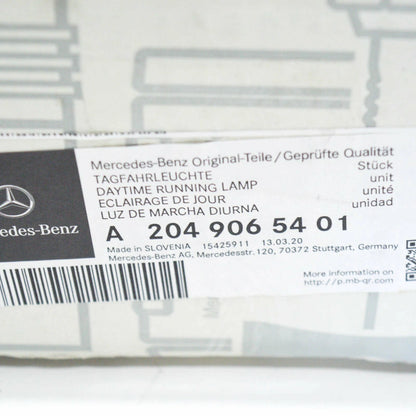 Mercedes-Benz Original-Teile/Geprüfte Qualität
TAGFAHRLEUCHTE Stück
DAYTIME RUNNING LAMP unit
ECLAIRAGE DE JOUR unité
LUZ DE MARCHA DIURNA unidad
cedes-Benz
A 204 906 54 01
Made in SLOVENIA 15425911 13.03.20
Mercedes-Benz AG, Mercedesstr, 120, 70372 Stuttgart, Germany
More information on
http://p.mb-qr.com/